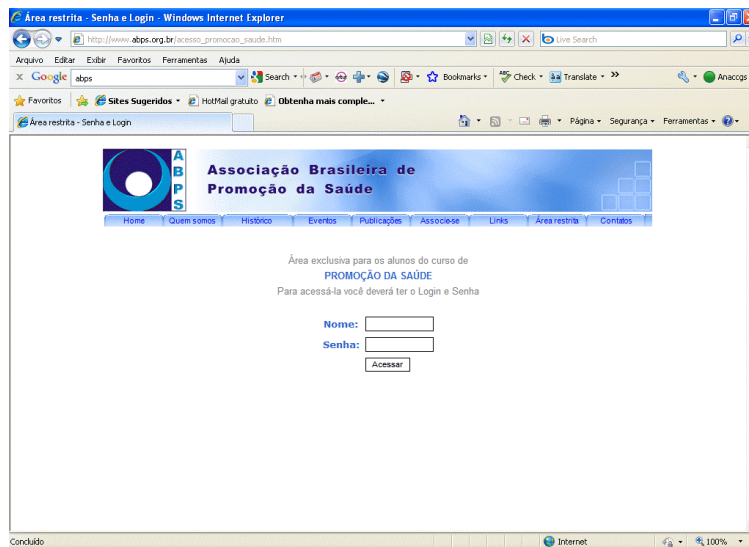 Área restrita - Senha e Login - Windows Internet Explorer
http://www.abps.org.br/acesso_promocao_saude.htm
Live Search
Arquivo Editar Exibir Favoritos Ferramentas Ajuda
x Google abps Search Bookmarks Check Translate Anaccgs
Favoritos Sites Sugeridos HotMail gratuito Obtenha mais comple...
Área restrita - Senha e Login Página Segurança Ferramentas
A
B
P
S
Associação Brasileira de
Promoção da Saúde
Home Quem somos Histórico Eventos Publicações Associe-se Links Área restrita Contatos
Área exclusiva para os alunos do curso de
PROMOÇÃO DA SAÚDE
Para acessá-la você deverá ter o Login e Senha
Nome:
Senha:
Acessar
Concluído Internet 100%